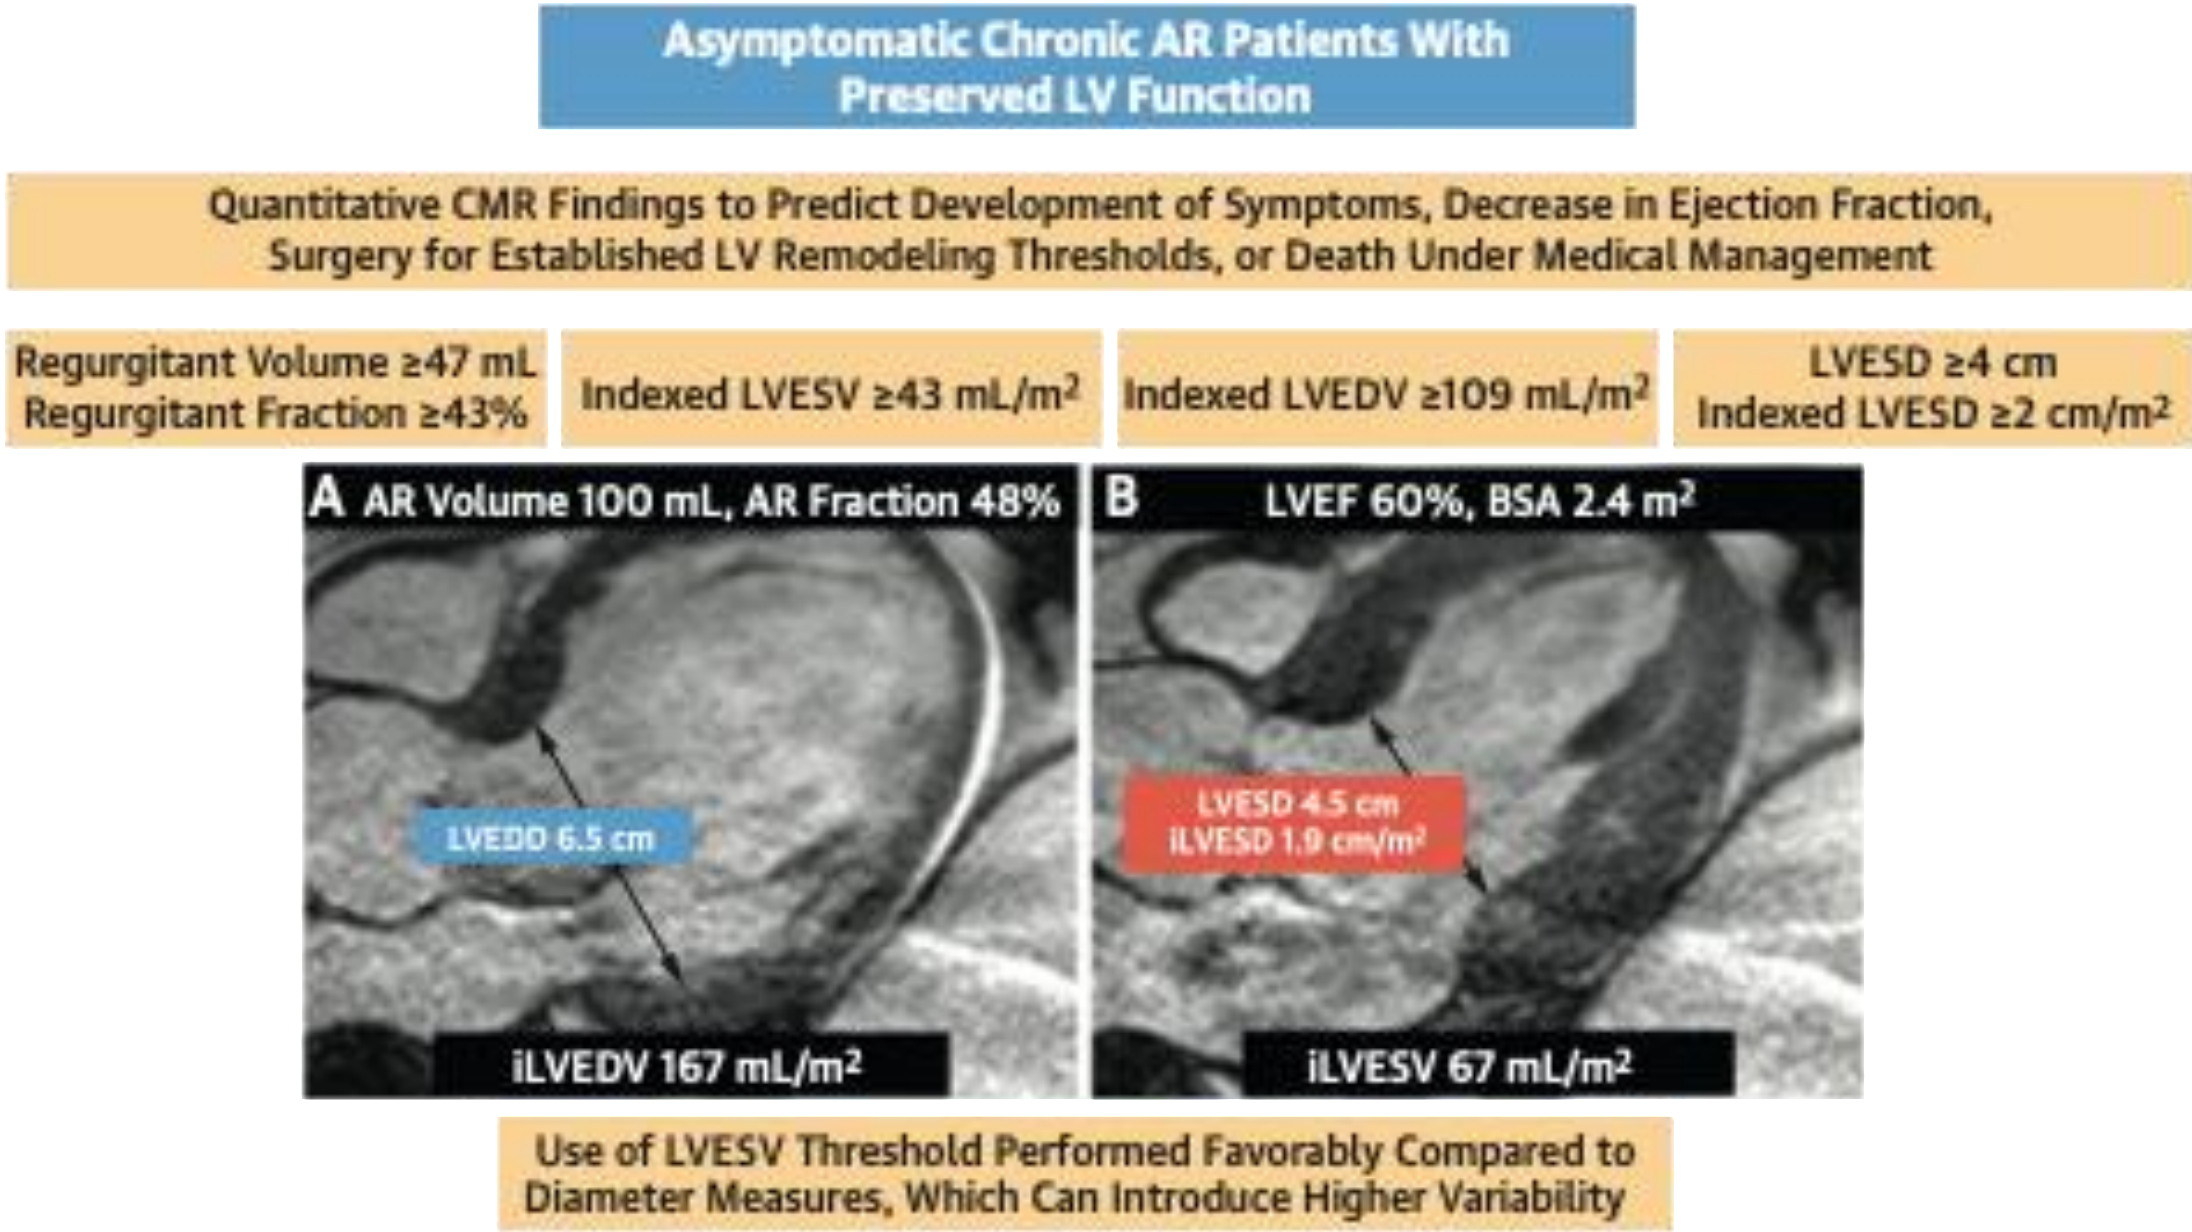 Asymptomatic Chronic AR Patients With
Preserved LV Function
Quantitative CMR Findings to Predict Development of Symptoms, Decrease in Ejection Fraction,
Surgery for Established LV Remodeling Thresholds, or Death Under Medical Management
Regurgitant Volume ≥47 mL
Regurgitant Fraction ≥43%
Indexed LVESV ≥43 mL/m²
Indexed LVEDV ≥109 mL/m²
LVESD ≥4 cm
Indexed LVESD ≥2 cm/m²
A AR Volume 100 mL, AR Fraction 48%
LVEDD 6.5 cm
iLVEDV 167 mL/m²
B LVEF 60%, BSA 2.4 m²
LVESD 4.5 cm
iLVESD 1.9 cm/m²
iLVESV 67 mL/m²
Use of LVESV Threshold Performed Favorably Compared to
Diameter Measures, Which Can Introduce Higher Variability